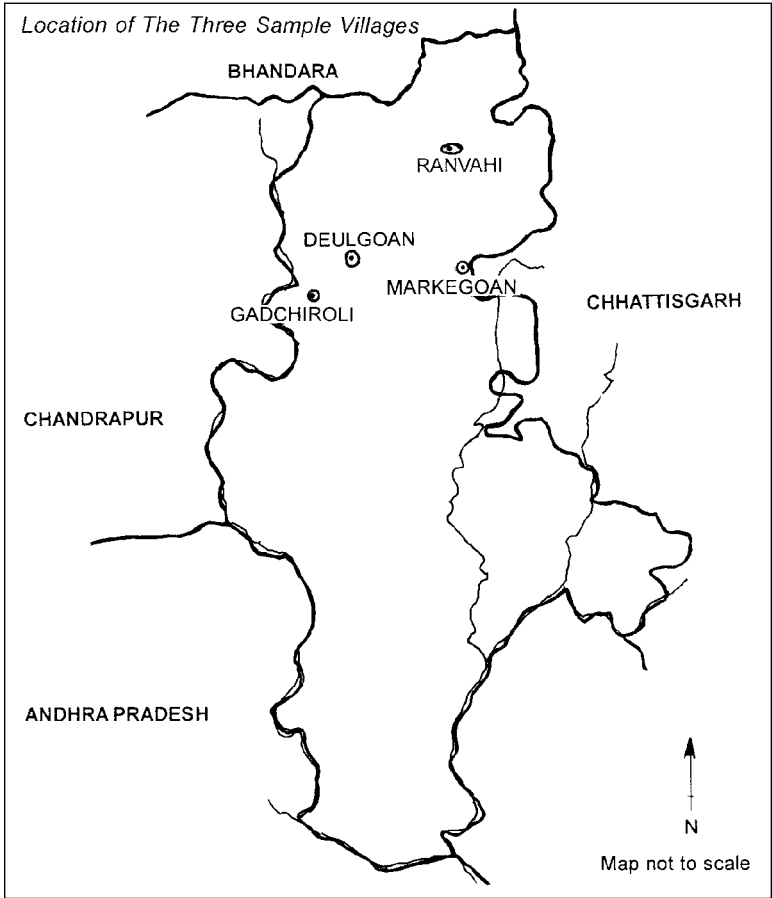 Location of The Three Sample Villages
BHANDARA
RANVAHI
DEULGOAN
MARKEGOAN
GADCHIROLI
CHHATTISGARH
CHANDRAPUR
ANDHRA PRADESH
N
Map not to scale